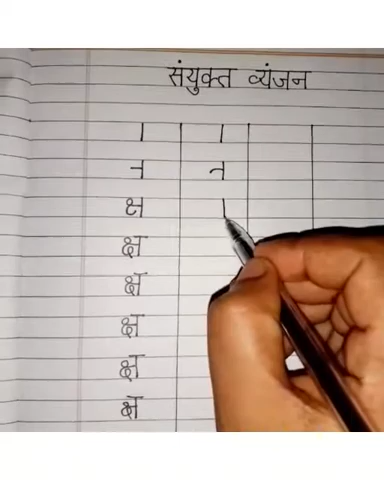 संयुक्त व्यंजन
। ।
न न
क्ष ।
क्ष
क्ष
क्ष
क्ष
क्ष